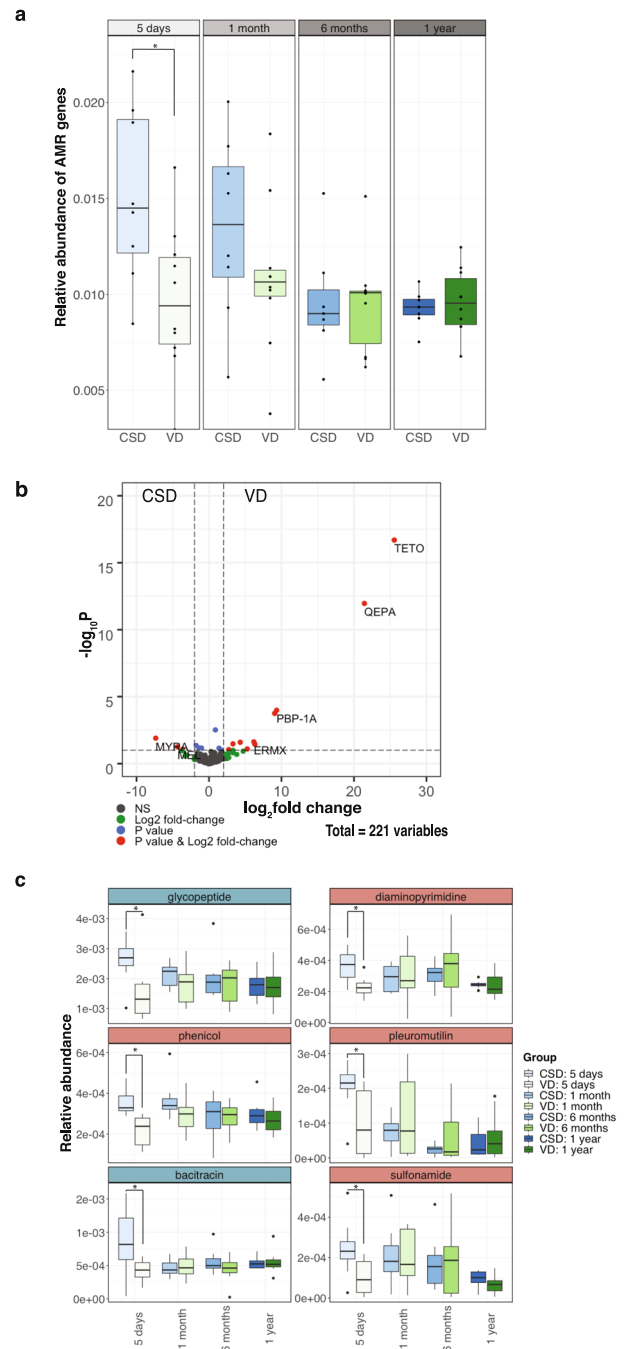 a
5 days 1 month 6 months 1 year
*
Relative abundance of AMR genes
0.020
0.015
0.010
0.005
CSD VD CSD VD CSD VD CSD VD
b
CSD VD
20
15
10
5
0
-log10P
TETO
QEPA
PBP-1A
ERMX
MYRA
-10 0 10 20 30
log2fold change
NS
Log2 fold-change
P value
P value & Log2 fold-change
Total = 221 variables
c
glycopeptide diaminopyrimidine
*
4e-03
3e-03
2e-03
1e-03
*
6e-04
4e-04
2e-04
0e+00
phenicol pleuromutilin
*
6e-04
4e-04
2e-04
*
3e-04
2e-04
1e-04
0e+00
bacitracin sulfonamide
*
2e-03
1e-03
5e-04
0e+00
*
4e-04
2e-04
0e+00
Relative abundance
5 days 1 month 6 months 1 year
5 days 1 month 6 months 1 year
Group
CSD: 5 days
VD: 5 days
CSD: 1 month
VD: 1 month
CSD: 6 months
VD: 6 months
CSD: 1 year
VD: 1 year